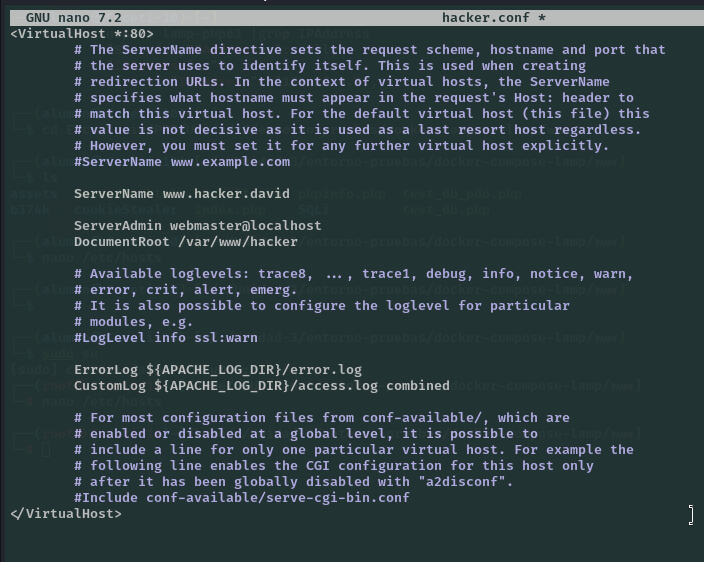 GNU nano 7.2                    hacker.conf *
<VirtualHost *:80>
        # The ServerName directive sets the request scheme, hostname and port that
        # the server uses to identify itself. This is used when creating
        # redirection URLs. In the context of virtual hosts, the ServerName
        # specifies what hostname must appear in the request's Host: header to
        # match this virtual host. For the default virtual host (this file) this
        # value is not decisive as it is used as a last resort host regardless.
        # However, you must set it for any further virtual host explicitly.
        #ServerName www.example.com
        ServerName www.hacker.david
        ServerAdmin webmaster@localhost
        DocumentRoot /var/www/hacker
        # Available loglevels: trace8, ..., trace1, debug, info, notice, warn,
        # error, crit, alert, emerg.
        # It is also possible to configure the loglevel for particular
        # modules, e.g.
        #LogLevel info ssl:warn
        ErrorLog ${APACHE_LOG_DIR}/error.log
        CustomLog ${APACHE_LOG_DIR}/access.log combined
        # For most configuration files from conf-available/, which are
        # enabled or disabled at a global level, it is possible to
        # include a line for only one particular virtual host. For example the
        # following line enables the CGI configuration for this host only
        # after it has been globally disabled with "a2disconf".
        #Include conf-available/serve-cgi-bin.conf
</VirtualHost>